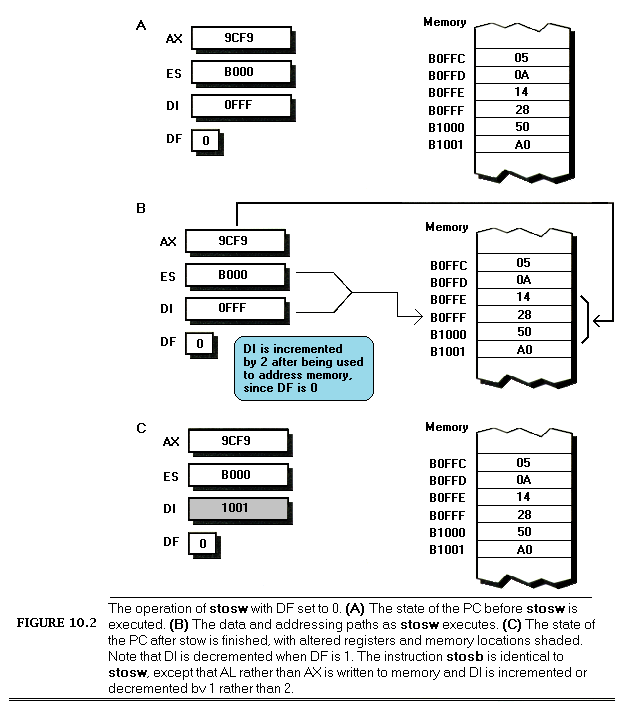 A
AX 9CF9
ES B000
DI 0FFF
DF 0
Memory
B0FFC 05
B0FFD 0A
B0FFE 14
B0FFF 28
B1000 50
B1001 A0
B
AX 9CF9
ES B000
DI 0FFF
DF 0
DI is incremented
by 2 after being used
to address memory,
since DF is 0
Memory
B0FFC 05
B0FFD 0A
B0FFE 14
B0FFF 28
B1000 50
B1001 A0
C
AX 9CF9
ES B000
DI 1001
DF 0
Memory
B0FFC 05
B0FFD 0A
B0FFE 14
B0FFF 28
B1000 50
B1001 A0
FIGURE 10.2
The operation of stosw with DF set to 0. (A) The state of the PC before stosw is
executed. (B) The data and addressing paths as stosw executes. (C) The state of
the PC after stow is finished, with altered registers and memory locations shaded.
Note that DI is decremented when DF is 1. The instruction stosb is identical to
stosw, except that AL rather than AX is written to memory and DI is incremented or
decremented by 1 rather than 2.